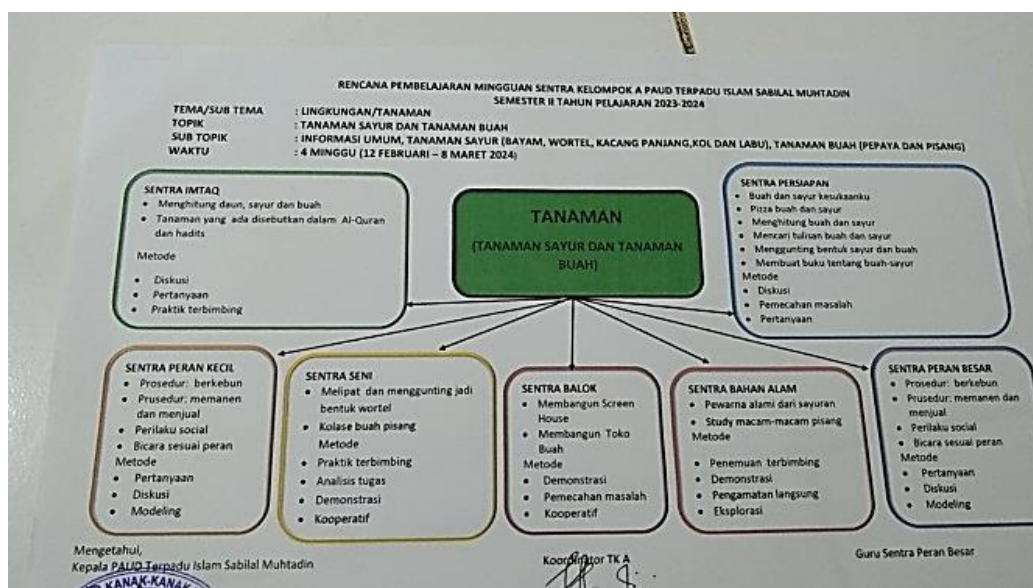 RENCANA PEMBELAJARAN MINGGUAN SENTRA KELOMPOK A PAUD TERPADU ISLAM SABILAL MUHTADIN
SEMESTER II TAHUN PELAJARAN 2023-2024
TEMA/SUB TEMA : LINGKUNGAN/TANAMAN
TOPIK : TANAMAN SAYUR DAN TANAMAN BUAH
SUB TOPIK : INFORMASI UMUM, TANAMAN SAYUR (BAYAM, WORTEL, KACANG PANJANG,KOL DAN LABU), TANAMAN BUAH (PEPAYA DAN PISANG)
WAKTU : 4 MINGGU (12 FEBRUARI – 8 MARET 2024)
SENTRA IMTAQ
• Menghitung daun, sayur dan buah
• Tanaman yang ada disebutkan dalam Al-Quran
dan hadits
Metode
• Diskusi
• Pertanyaan
• Praktik terbimbing
TANAMAN
(TANAMAN SAYUR DAN TANAMAN
BUAH)
SENTRA PERSIAPAN
• Buah dan sayur kesukaanku
• Pizza buah dan sayur
• Menghitung buah dan sayur
• Mencari tulisan buah dan sayur
• Menggunting bentuk sayur dan buah
• Membuat buku tentang buah-sayur
Metode
• Diskusi
• Pemecahan masalah
• Pertanyaan
SENTRA PERAN KECIL
• Prosedur: berkebun
• Prusedur: memanen
dan menjual
• Perilaku social
• Bicara sesuai peran
Metode
• Pertanyaan
• Diskusi
• Modeling
SENTRA SENI
• Melipat dan menggunting jadi
bentuk wortel
• Kolase buah pisang
Metode
• Praktik terbimbing
• Analisis tugas
• Demonstrasi
• Kooperatif
SENTRA BALOK
• Membangun Screen
House
• Membangun Toko
Buah
Metode
• Demonstrasi
• Pemecahan masalah
• Kooperatif
SENTRA BAHAN ALAM
• Pewarna alami dari sayuran
• Study macam-macam pisang
Metode
• Penemuan terbimbing
• Demonstrasi
• Pengamatan langsung
• Eksplorasi
SENTRA PERAN BESAR
• Prosedur: berkebun
• Prusedur: memanen dan
menjual
• Perilaku social
• Bicara sesuai peran
Metode
• Pertanyaan
• Diskusi
• Modeling
Mengetahui,
Kepala PAUD Terpadu Islam Sabilal Muhtadin
KANAK-KANAK
Koordinator TK A
Guru Sentra Peran Besar